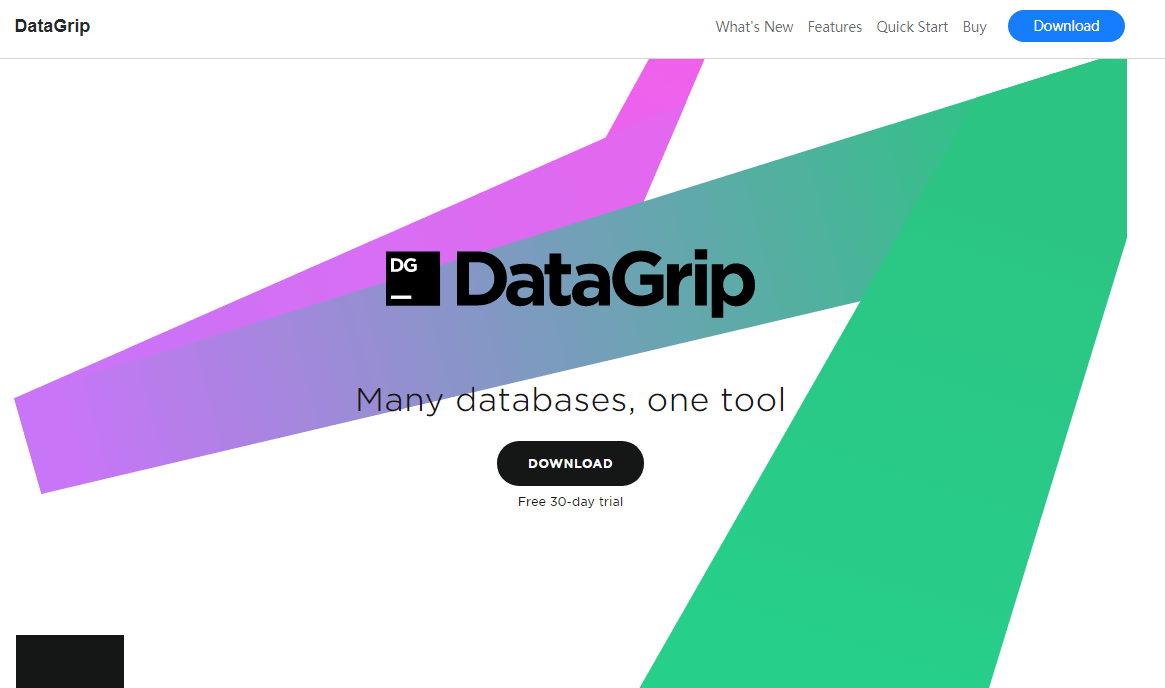 DataGrip
What's New Features Quick Start Buy Download
DG
DataGrip
Many databases, one tool
DOWNLOAD
Free 30-day trial